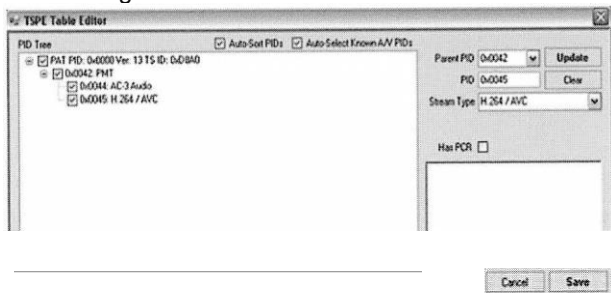 TSPE Table Editor
PID Tree
Auto-Sort PIDs Auto-Select Known A/V PIDs
PAT PID: 0x0000 Ver. 13 TS ID: 0xD8A0
0x0042: PMT
0x0044: AC-3 Audio
0x0045: H.264 / AVC
Parent PID 0x0042 Update
PID 0x0045 Clear
Stream Type H.264 / AVC
Has PCR
Cancel Save